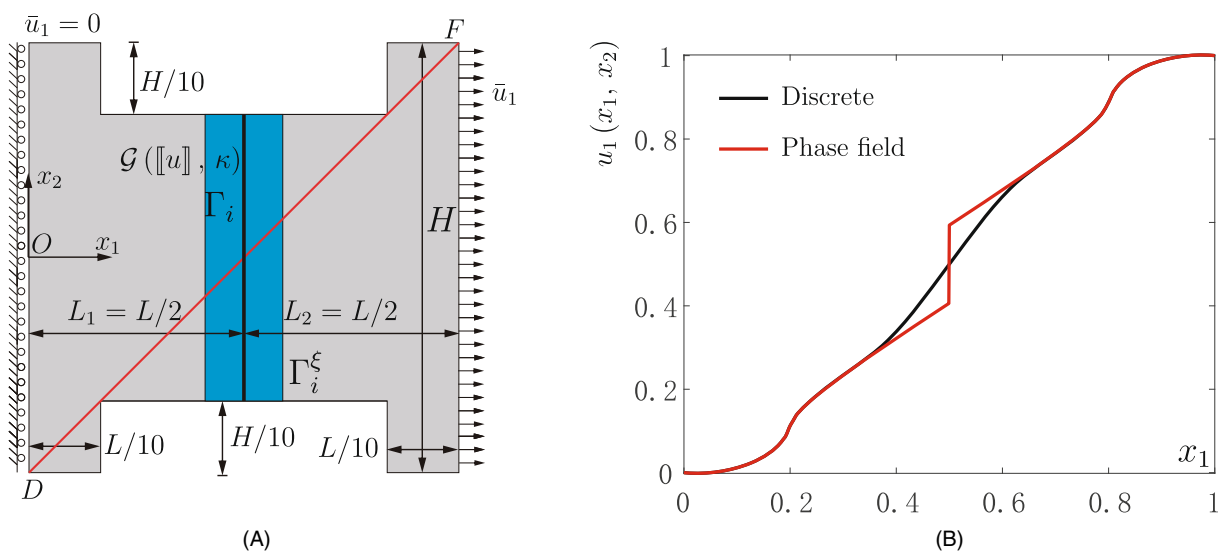 ū₁ = 0
F
H/10
ū₁
𝒢 (⟦u⟧ , κ)
x₂
Γᵢ
H
O
x₁
L₁ = L/2
L₂ = L/2
Γᵢ^ξ
L/10
H/10
L/10
D
(A)
u₁ (x₁, x₂)
1
0.8
0.6
0.4
0.2
0
Discrete
Phase field
x₁
0
0.2
0.4
0.6
0.8
1
(B)